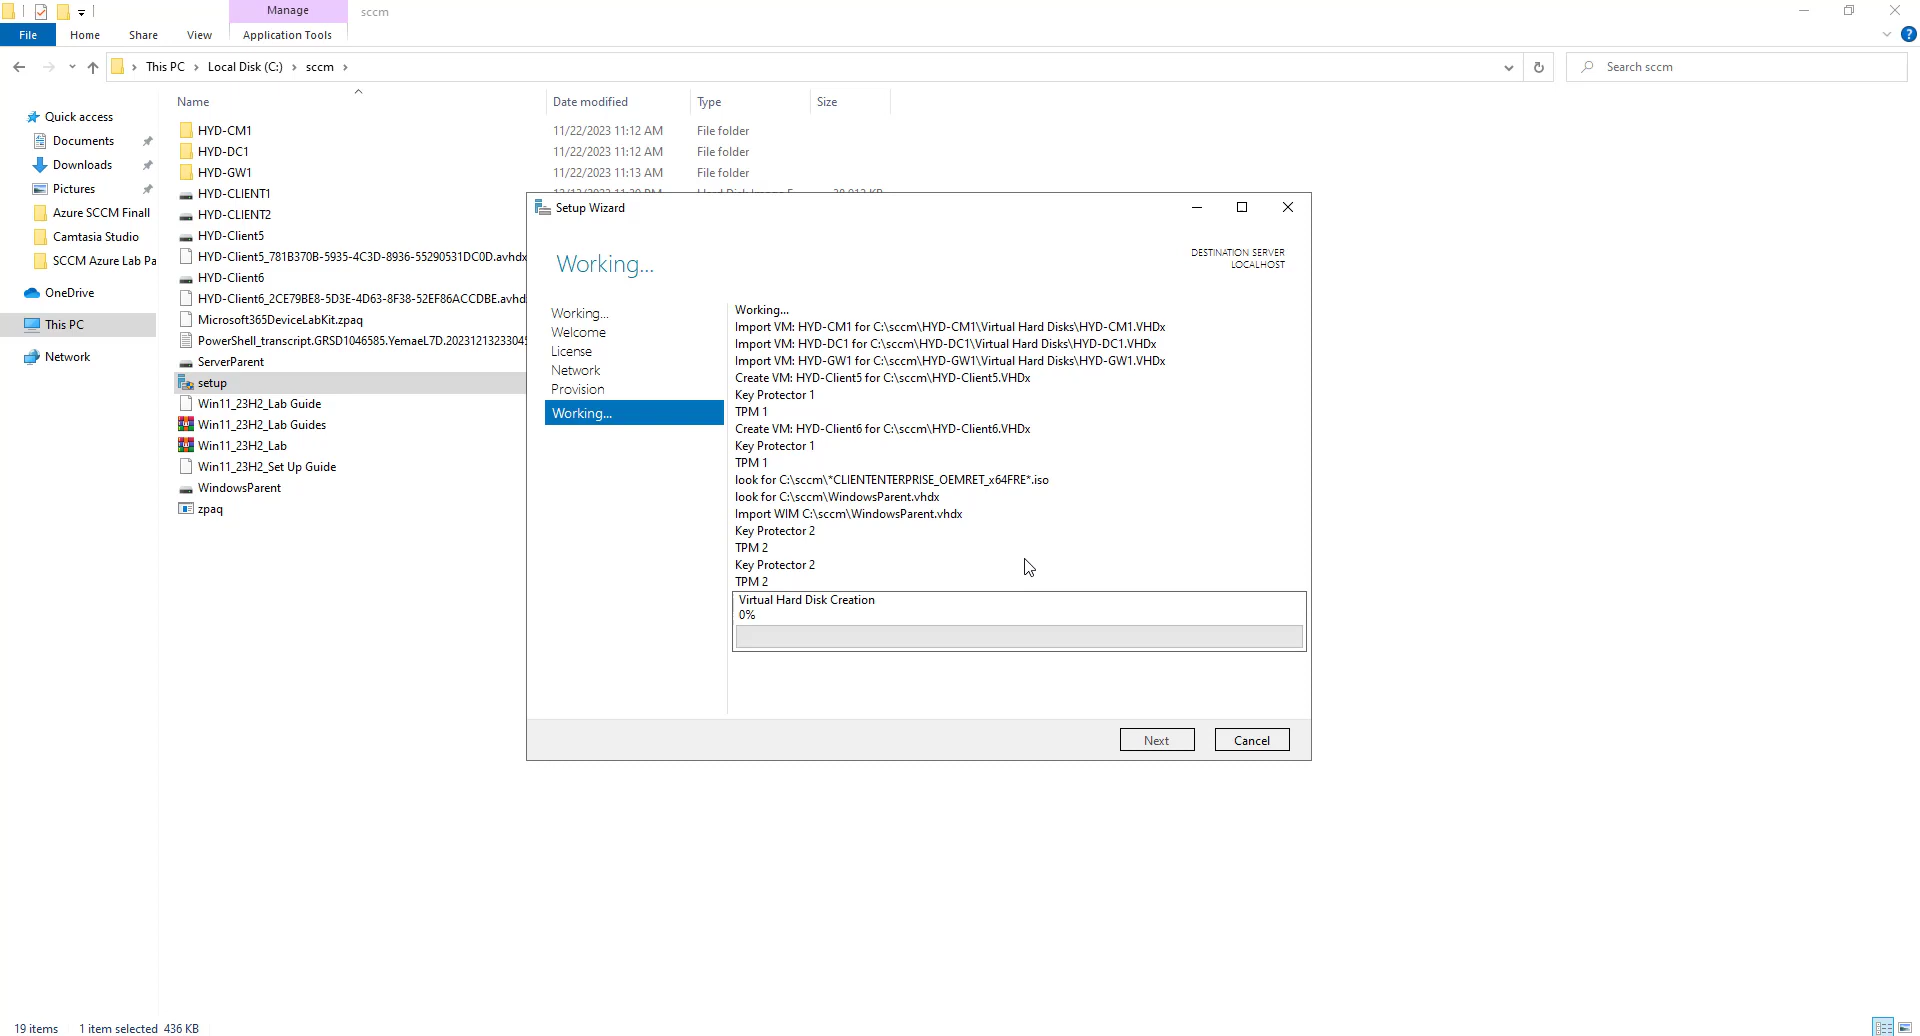 Manage
sccm
File
Home
Share
View
Application Tools
This PC
Local Disk (C:)
sccm
Search sccm
Name
Date modified
Type
Size
Quick access
Documents
Downloads
Pictures
Azure SCCM Finall
Camtasia Studio
SCCM Azure Lab Pa
OneDrive
This PC
Network
HYD-CM1 11/22/2023 11:12 AM File folder
HYD-DC1 11/22/2023 11:12 AM File folder
HYD-GW1 11/22/2023 11:13 AM File folder
HYD-CLIENT1
HYD-CLIENT2
HYD-Client5
HYD-Client5_781B370B-5935-4C3D-8936-55290531DC0D.avhdx
HYD-Client6
HYD-Client6_2CE79BE8-5D3E-4D63-8F38-52EF86ACCDBE.avhd
Microsoft365DeviceLabKit.zpaq
PowerShell_transcript.GRSD1046585.YemaeL7D.2023121323304
ServerParent
setup
Win11_23H2_Lab Guide
Win11_23H2_Lab Guides
Win11_23H2_Lab
Win11_23H2_Set Up Guide
WindowsParent
zpaq
Setup Wizard
Working...
DESTINATION SERVER
LOCALHOST
Working...
Welcome
License
Network
Provision
Working...
Working...
Import VM: HYD-CM1 for C:\sccm\HYD-CM1\Virtual Hard Disks\HYD-CM1.VHDx
Import VM: HYD-DC1 for C:\sccm\HYD-DC1\Virtual Hard Disks\HYD-DC1.VHDx
Import VM: HYD-GW1 for C:\sccm\HYD-GW1\Virtual Hard Disks\HYD-GW1.VHDx
Create VM: HYD-Client5 for C:\sccm\HYD-Client5.VHDx
Key Protector 1
TPM 1
Create VM: HYD-Client6 for C:\sccm\HYD-Client6.VHDx
Key Protector 1
TPM 1
look for C:\sccm\*CLIENTENTERPRISE_OEMRET_x64FRE*.iso
look for C:\sccm\WindowsParent.vhdx
Import WIM C:\sccm\WindowsParent.vhdx
Key Protector 2
TPM 2
Key Protector 2
TPM 2
Virtual Hard Disk Creation
0%
Next
Cancel
19 items
1 item selected 436 KB